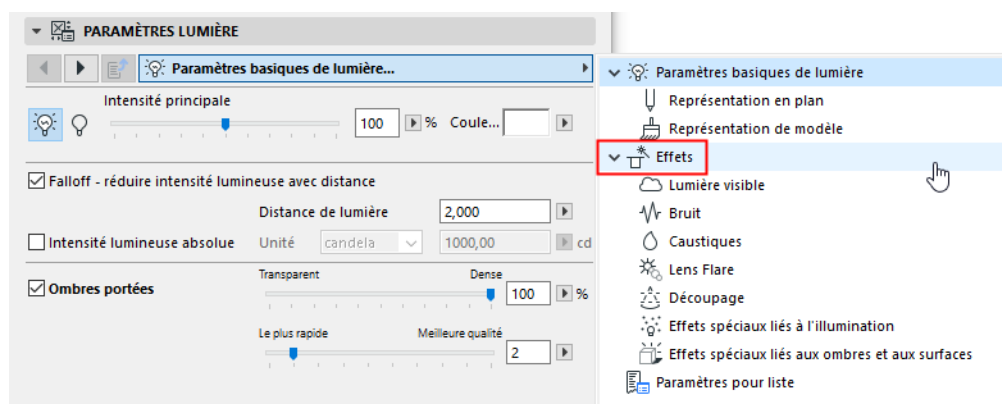 PARAMÈTRES LUMIÈRE
Paramètres basiques de lumière...
Intensité principale
100 % Coule...
Falloff - réduire intensité lumineuse avec distance
Distance de lumière 2,000
Intensité lumineuse absolue Unité candela 1000,00 cd
Transparent Dense
Ombres portées 100 %
Le plus rapide Meilleure qualité
2
Paramètres basiques de lumière
Représentation en plan
Représentation de modèle
Effets
Lumière visible
Bruit
Caustiques
Lens Flare
Découpage
Effets spéciaux liés à l'illumination
Effets spéciaux liés aux ombres et aux surfaces
Paramètres pour liste